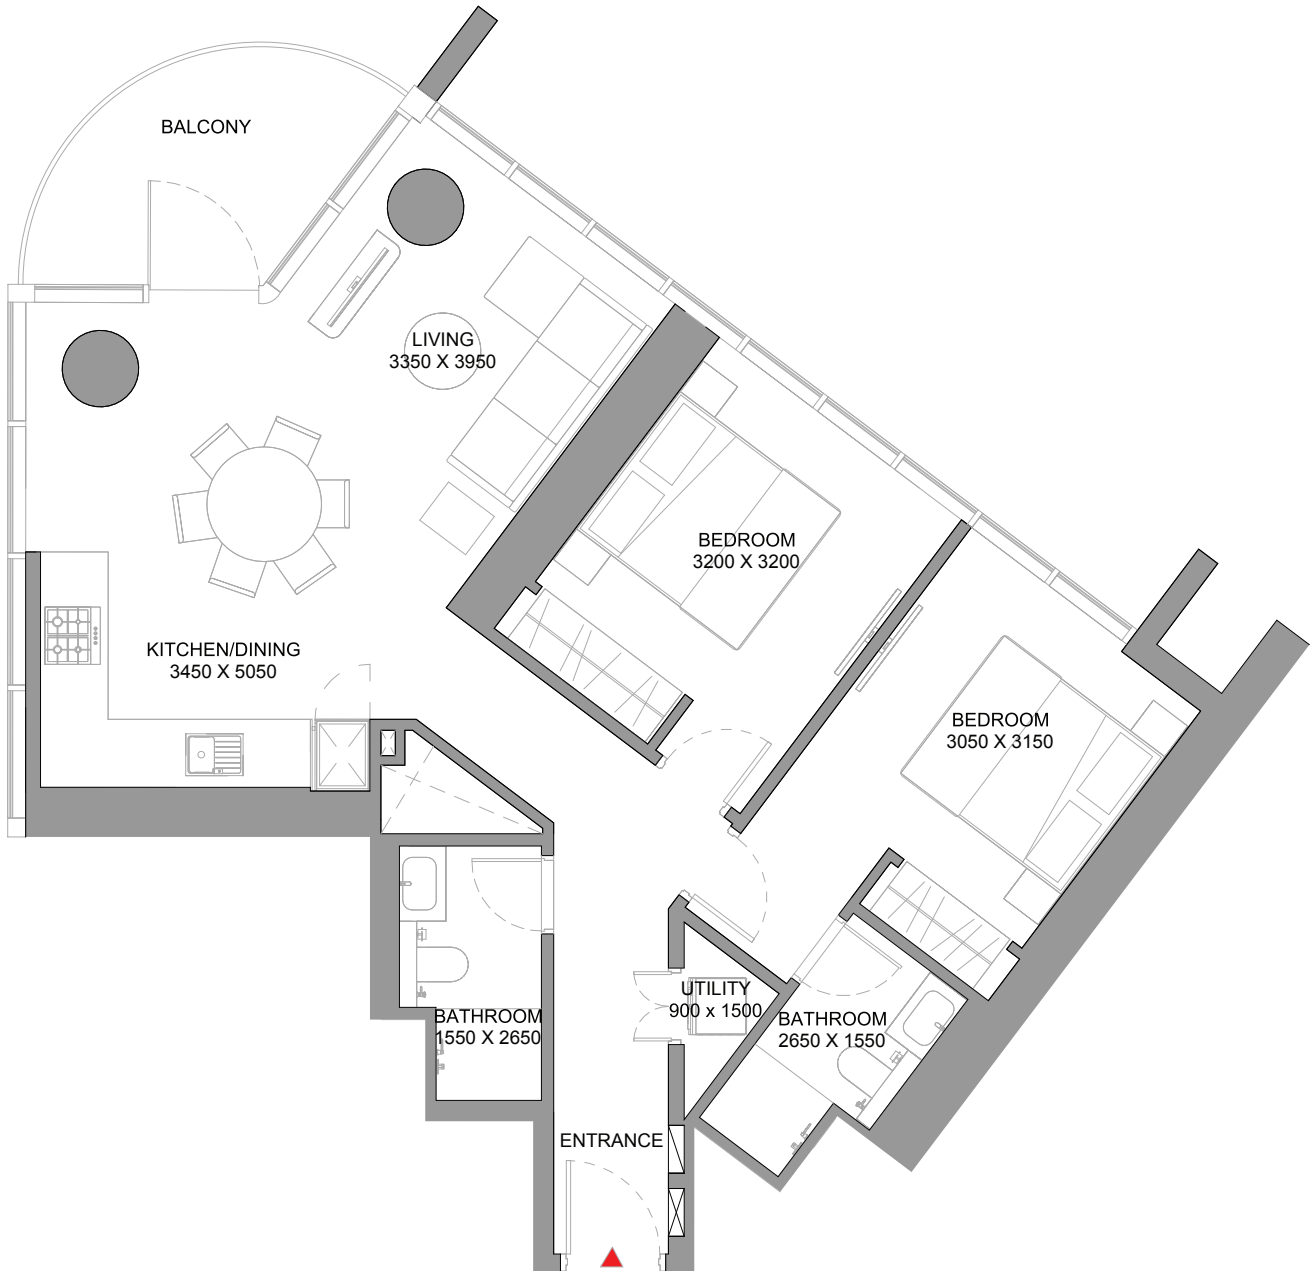 BALCONY
LIVING
3350 X 3950
BEDROOM
3200 X 3200
KITCHEN/DINING
3450 X 5050
BEDROOM
3050 X 3150
UTILITY
900 x 1500
BATHROOM
1550 X 2650
BATHROOM
2650 X 1550
ENTRANCE